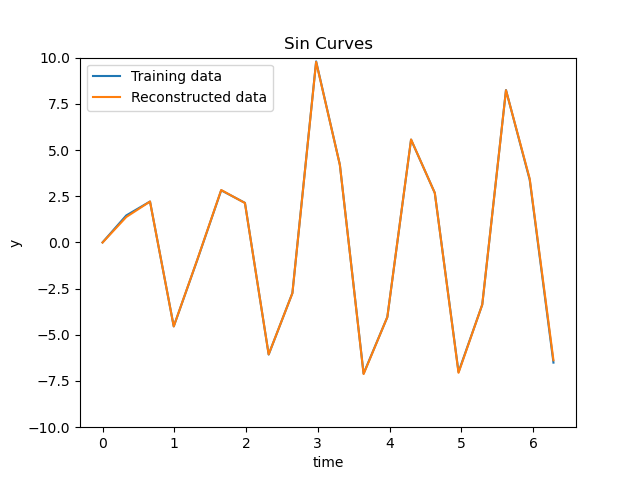 Sin Curves
Training data
Reconstructed data
10.0
7.5
5.0
2.5
0.0
−2.5
−5.0
−7.5
−10.0
y
0 1 2 3 4 5 6
time